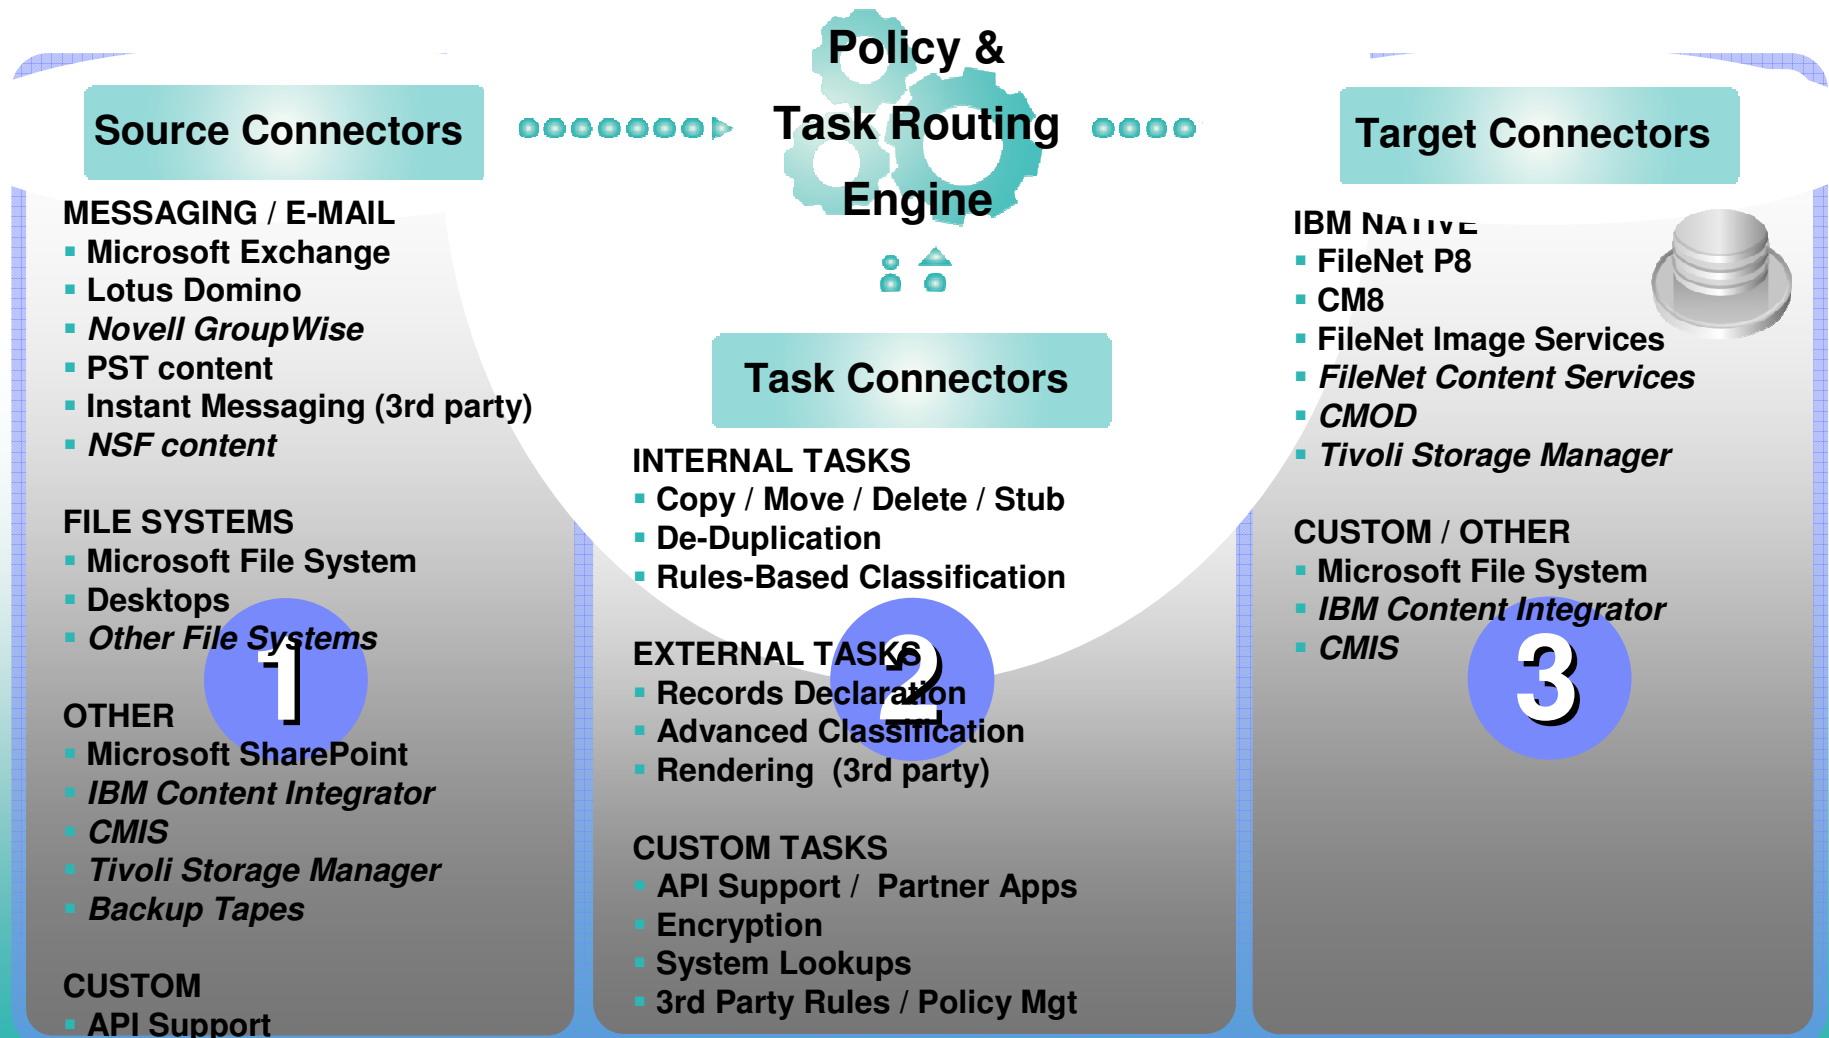 Policy &
Task Routing
Engine
Source Connectors
MESSAGING / E-MAIL
▪ Microsoft Exchange
▪ Lotus Domino
▪ Novell GroupWise
▪ PST content
▪ Instant Messaging (3rd party)
▪ NSF content
FILE SYSTEMS
▪ Microsoft File System
▪ Desktops
▪ Other File Systems
1
OTHER
▪ Microsoft SharePoint
▪ IBM Content Integrator
▪ CMIS
▪ Tivoli Storage Manager
▪ Backup Tapes
CUSTOM
▪ API Support
Task Connectors
INTERNAL TASKS
▪ Copy / Move / Delete / Stub
▪ De-Duplication
▪ Rules-Based Classification
2
EXTERNAL TASKS
▪ Records Declaration
▪ Advanced Classification
▪ Rendering (3rd party)
CUSTOM TASKS
▪ API Support / Partner Apps
▪ Encryption
▪ System Lookups
▪ 3rd Party Rules / Policy Mgt
Target Connectors
IBM NATIVE
▪ FileNet P8
▪ CM8
▪ FileNet Image Services
▪ FileNet Content Services
▪ CMOD
▪ Tivoli Storage Manager
CUSTOM / OTHER
▪ Microsoft File System
▪ IBM Content Integrator
▪ CMIS
3